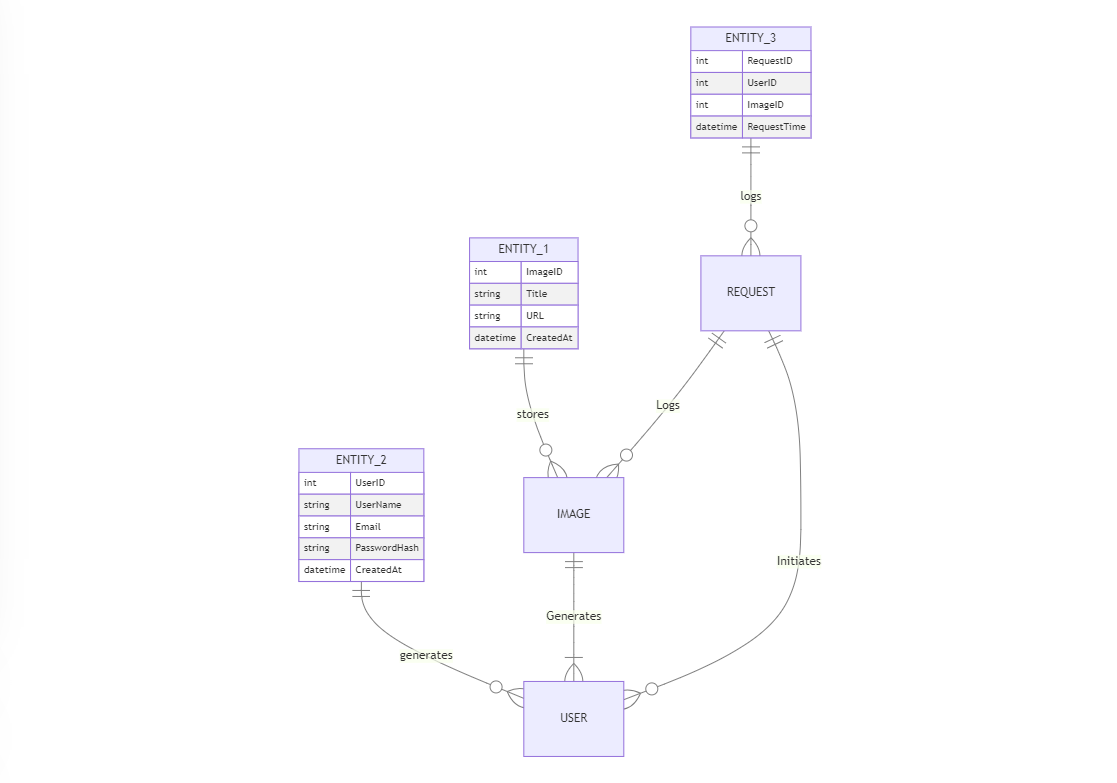 ENTITY_3
int RequestID
int UserID
int ImageID
datetime RequestTime
logs
ENTITY_1
int ImageID
string Title
string URL
datetime CreatedAt
REQUEST
stores
Logs
ENTITY_2
int UserID
string UserName
string Email
string PasswordHash
datetime CreatedAt
IMAGE
Initiates
Generates
generates
USER